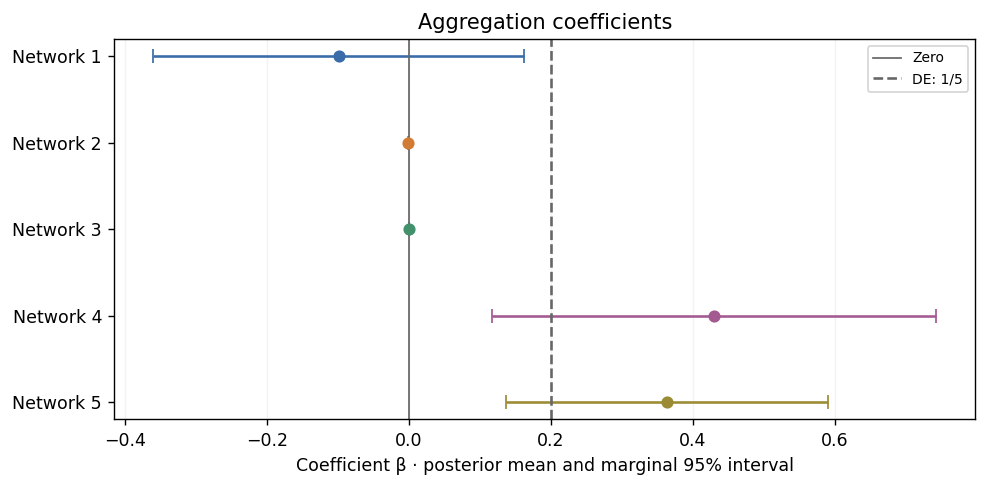 Aggregation coefficients
Network 1
Network 2
Network 3
Network 4
Network 5
Zero
DE: 1/5
−0.4 −0.2 0.0 0.2 0.4 0.6
Coefficient β · posterior mean and marginal 95% interval